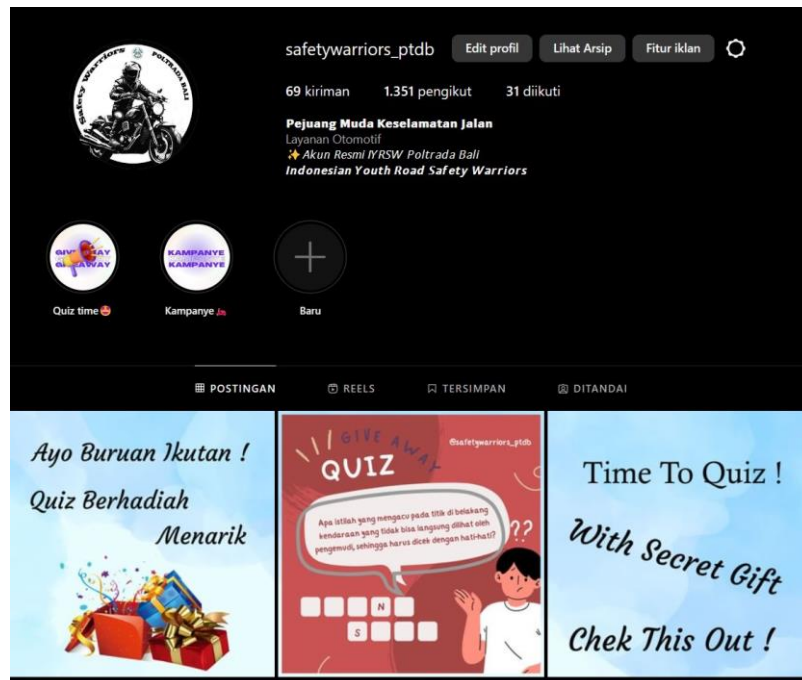 Safety Warriors POLTRADA BALI
safetywarriors_ptdb Edit profil Lihat Arsip Fitur iklan
69 kiriman 1.351 pengikut 31 diikuti
Pejuang Muda Keselamatan Jalan
Layanan Otomotif
✨Akun Resmi IYRSW Poltrada Bali
Indonesian Youth Road Safety Warriors
GIVEAWAY
GIVEAWAY
KAMPANYE
KAMPANYE
Quiz time🤩
Kampanye
Baru
POSTINGAN REELS TERSIMPAN DITANDAI
Ayo Buruan Ikutan !
Quiz Berhadiah
Menarik
GIVE AWAY
@safetywarriors_ptdb
QUIZ
Apa istilah yang mengacu pada titik di belakang
kendaraan yang tidak bisa langsung dilihat oleh
pengemudi, sehingga harus dicek dengan hati-hati?
??
N
S
Time To Quiz !
With Secret Gift
Chek This Out !